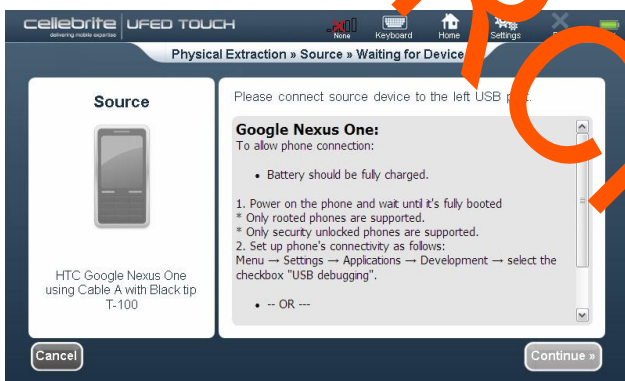 cellebrite UFED TOUCH
delivering mobile expertise
None Keyboard Home Settings
Physical Extraction » Source » Waiting for Device
Source
HTC Google Nexus One
using Cable A with Black tip
T-100
Please connect source device to the left USB port.
Google Nexus One:
To allow phone connection:
• Battery should be fully charged.
1. Power on the phone and wait until it's fully booted
* Only rooted phones are supported.
* Only security unlocked phones are supported.
2. Set up phone's connectivity as follows:
Menu → Settings → Applications → Development → select the
checkbox "USB debugging".
• -- OR ---
Cancel
Continue »